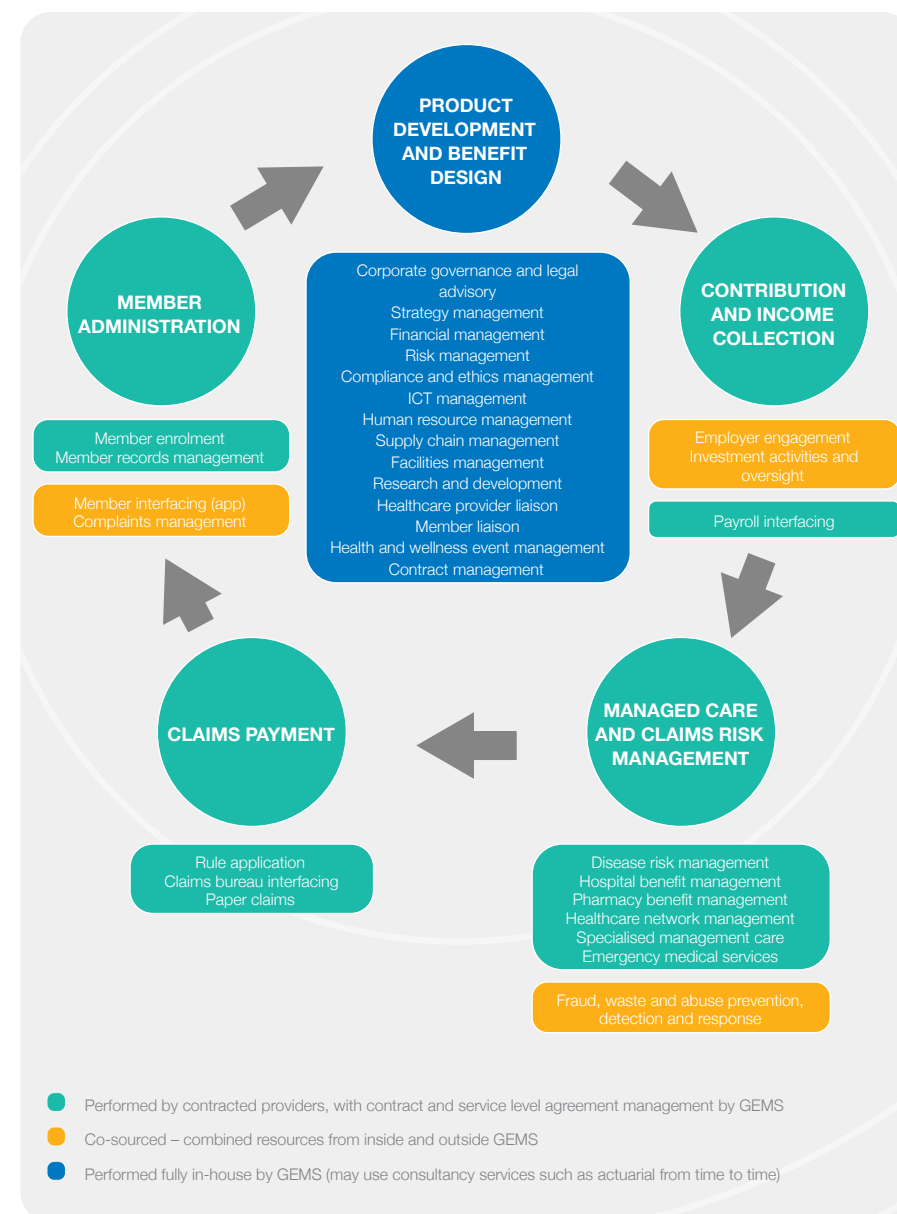 PRODUCT
DEVELOPMENT
AND BENEFIT
DESIGN
Corporate governance and legal
advisory
Strategy management
Financial management
Risk management
Compliance and ethics management
ICT management
Human resource management
Supply chain management
Facilities management
Research and development
Healthcare provider liaison
Member liaison
Health and wellness event management
Contract management
CONTRIBUTION
AND INCOME
COLLECTION
Employer engagement
Investment activities and
oversight
Payroll interfacing
MANAGED CARE
AND CLAIMS RISK
MANAGEMENT
Disease risk management
Hospital benefit management
Pharmacy benefit management
Healthcare network management
Specialised management care
Emergency medical services
Fraud, waste and abuse prevention,
detection and response
CLAIMS PAYMENT
Rule application
Claims bureau interfacing
Paper claims
MEMBER
ADMINISTRATION
Member enrolment
Member records management
Member interfacing (app)
Complaints management
Performed by contracted providers, with contract and service level agreement management by GEMS
Co-sourced – combined resources from inside and outside GEMS
Performed fully in-house by GEMS (may use consultancy services such as actuarial from time to time)